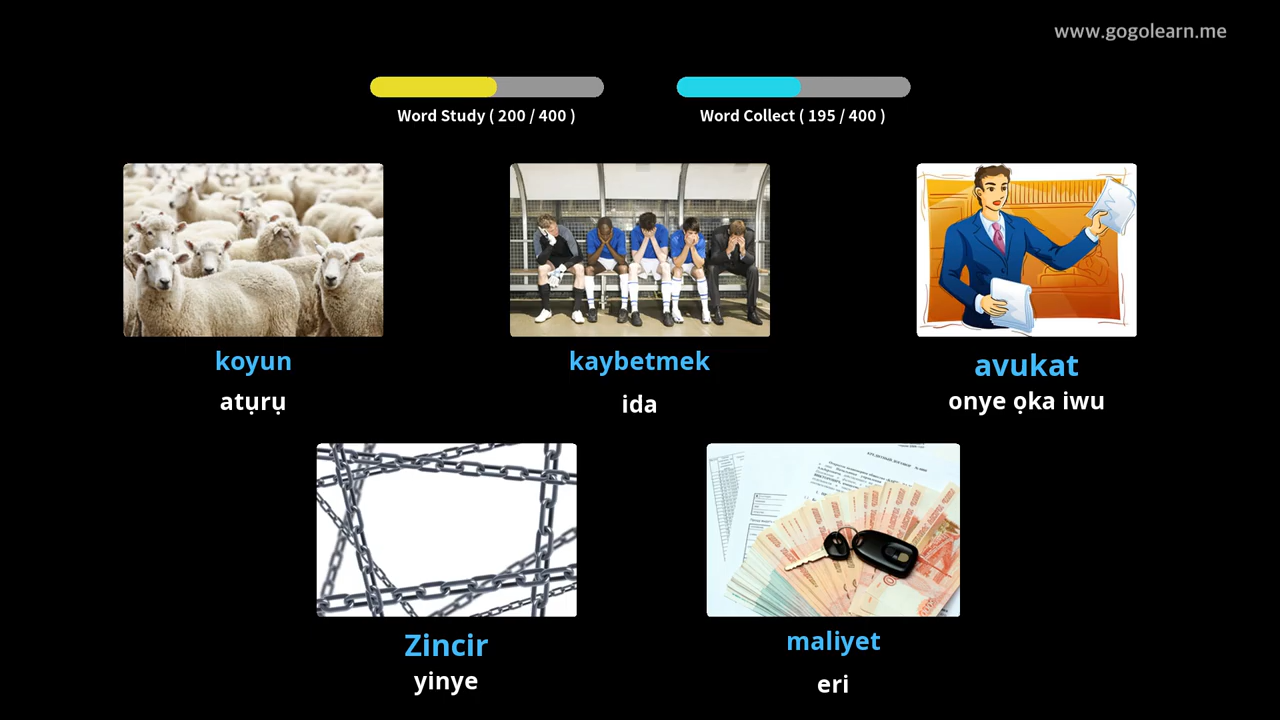 www.gogolearn.me
Word Study ( 200 / 400 )
Word Collect ( 195 / 400 )
koyun
atụrụ
kaybetmek
ida
avukat
onye ọka iwu
Zincir
yinye
maliyet
eri